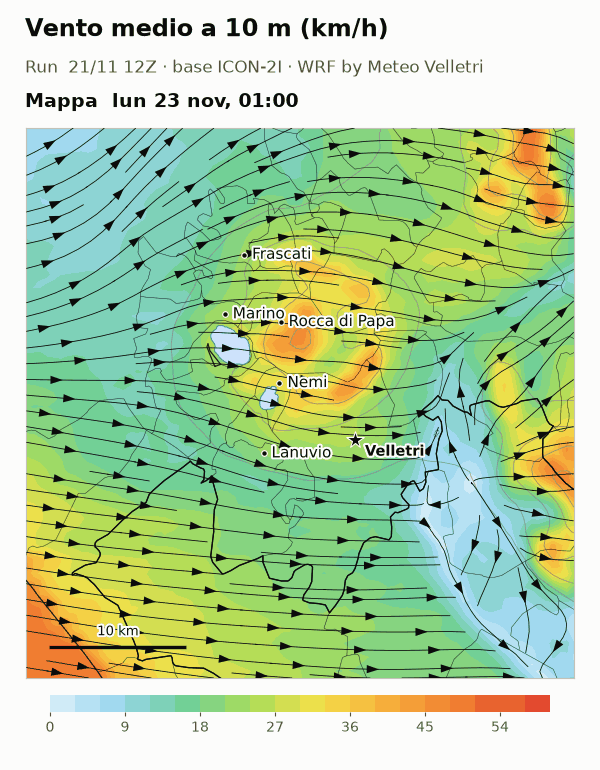 Vento medio a 10 m (km/h)
Run 21/11 12Z · base ICON-2I · WRF by Meteo Velletri
Mappa lun 23 nov, 01:00
Frascati
Marino
Rocca di Papa
Nemi
Velletri
Lanuvio
10 km
0 9 18 27 36 45 54